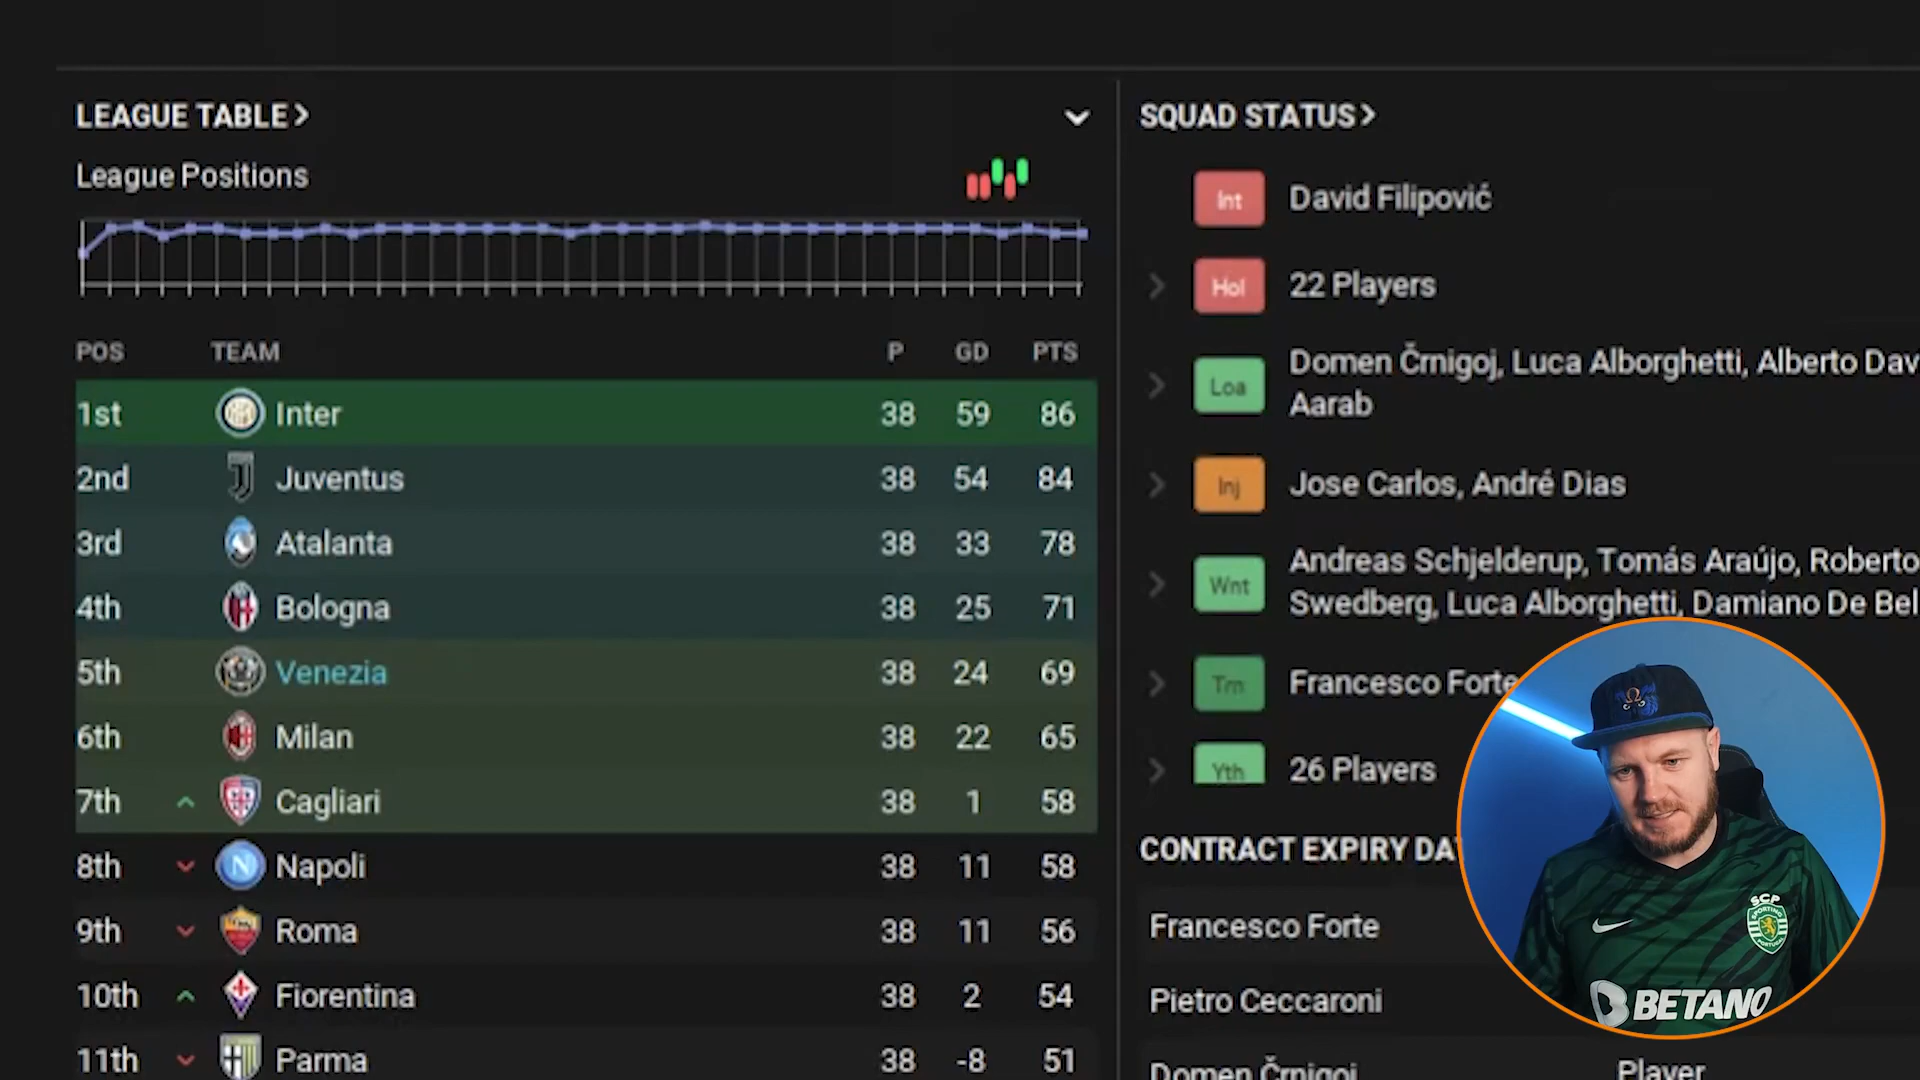 LEAGUE TABLE
League Positions
POS TEAM P GD PTS
1st Inter 38 59 86
2nd Juventus 38 54 84
3rd Atalanta 38 33 78
4th Bologna 38 25 71
5th Venezia 38 24 69
6th Milan 38 22 65
7th Cagliari 38 1 58
8th Napoli 38 11 58
9th Roma 38 11 56
10th Fiorentina 38 2 54
11th Parma 38 -8 51
SQUAD STATUS
Int David Filipović
Hol 22 Players
Loa Domen Črnigoj, Luca Alborghetti, Alberto Dav
Aarab
Inj Jose Carlos, André Dias
Wnt Andreas Schjelderup, Tomás Araújo, Roberto
Swedberg, Luca Alborghetti, Damiano De Bel
Trn Francesco Forte
Yth 26 Players
CONTRACT EXPIRY DA
Francesco Forte
Pietro Ceccaroni
Domen Črnigoj Player
SCP
SPORTING
PORTUGAL
BETANO